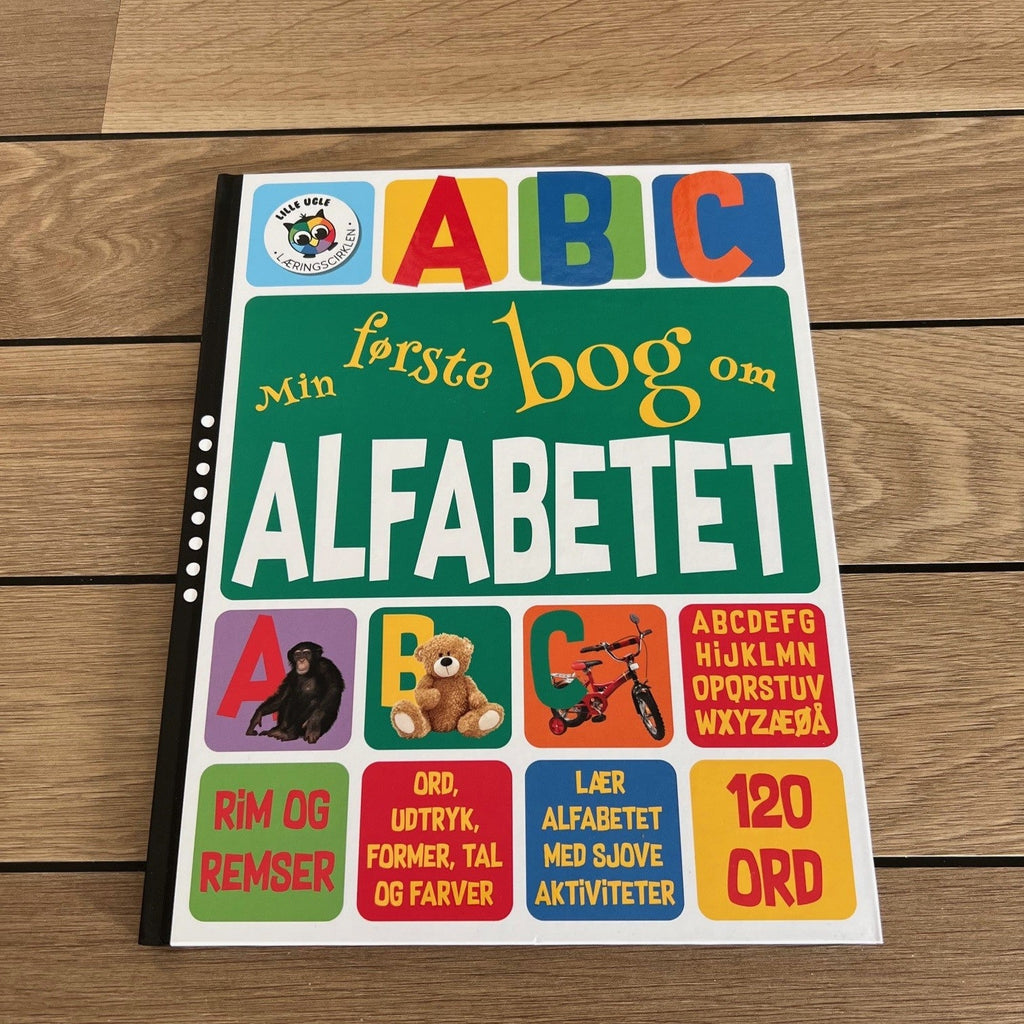 LILLE UGLE
• LÆRINGSCIRKLEN •
A B C
Min første bog om
ALFABETET
A
B
C
ABCDEFG
HiJKLMN
OPQRSTUV
WXYZÆØÅ
RiM OG
REMSER
ORD,
UDTRYK,
FORMER, TAL
OG FARVER
LÆR
ALFABETET
MED SJOVE
AKTiViTETER
120
ORD